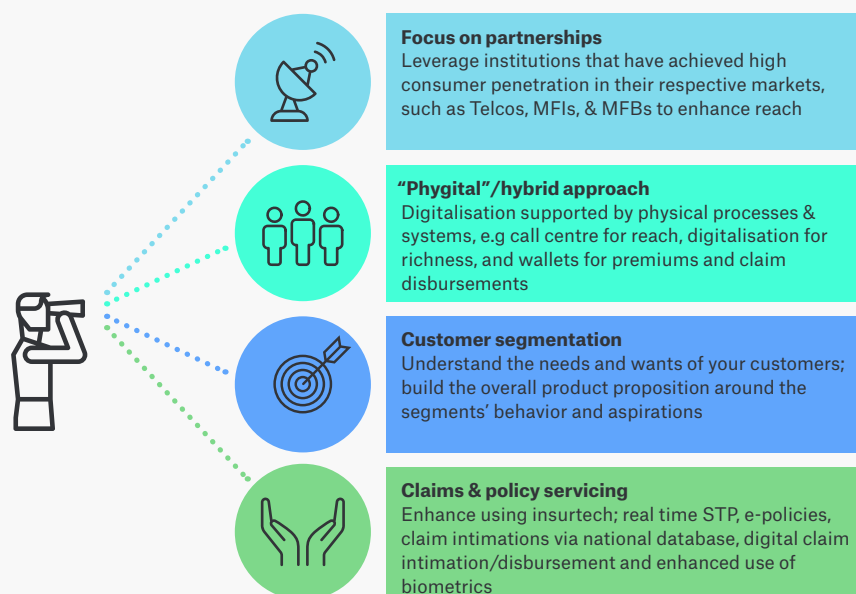 Focus on partnerships
Leverage institutions that have achieved high
consumer penetration in their respective markets,
such as Telcos, MFIs, & MFBs to enhance reach
“Phygital”/hybrid approach
Digitalisation supported by physical processes &
systems, e.g call centre for reach, digitalisation for
richness, and wallets for premiums and claim
disbursements
Customer segmentation
Understand the needs and wants of your customers;
build the overall product proposition around the
segments’ behavior and aspirations
Claims & policy servicing
Enhance using insurtech; real time STP, e-policies,
claim intimations via national database, digital claim
intimation/disbursement and enhanced use of
biometrics